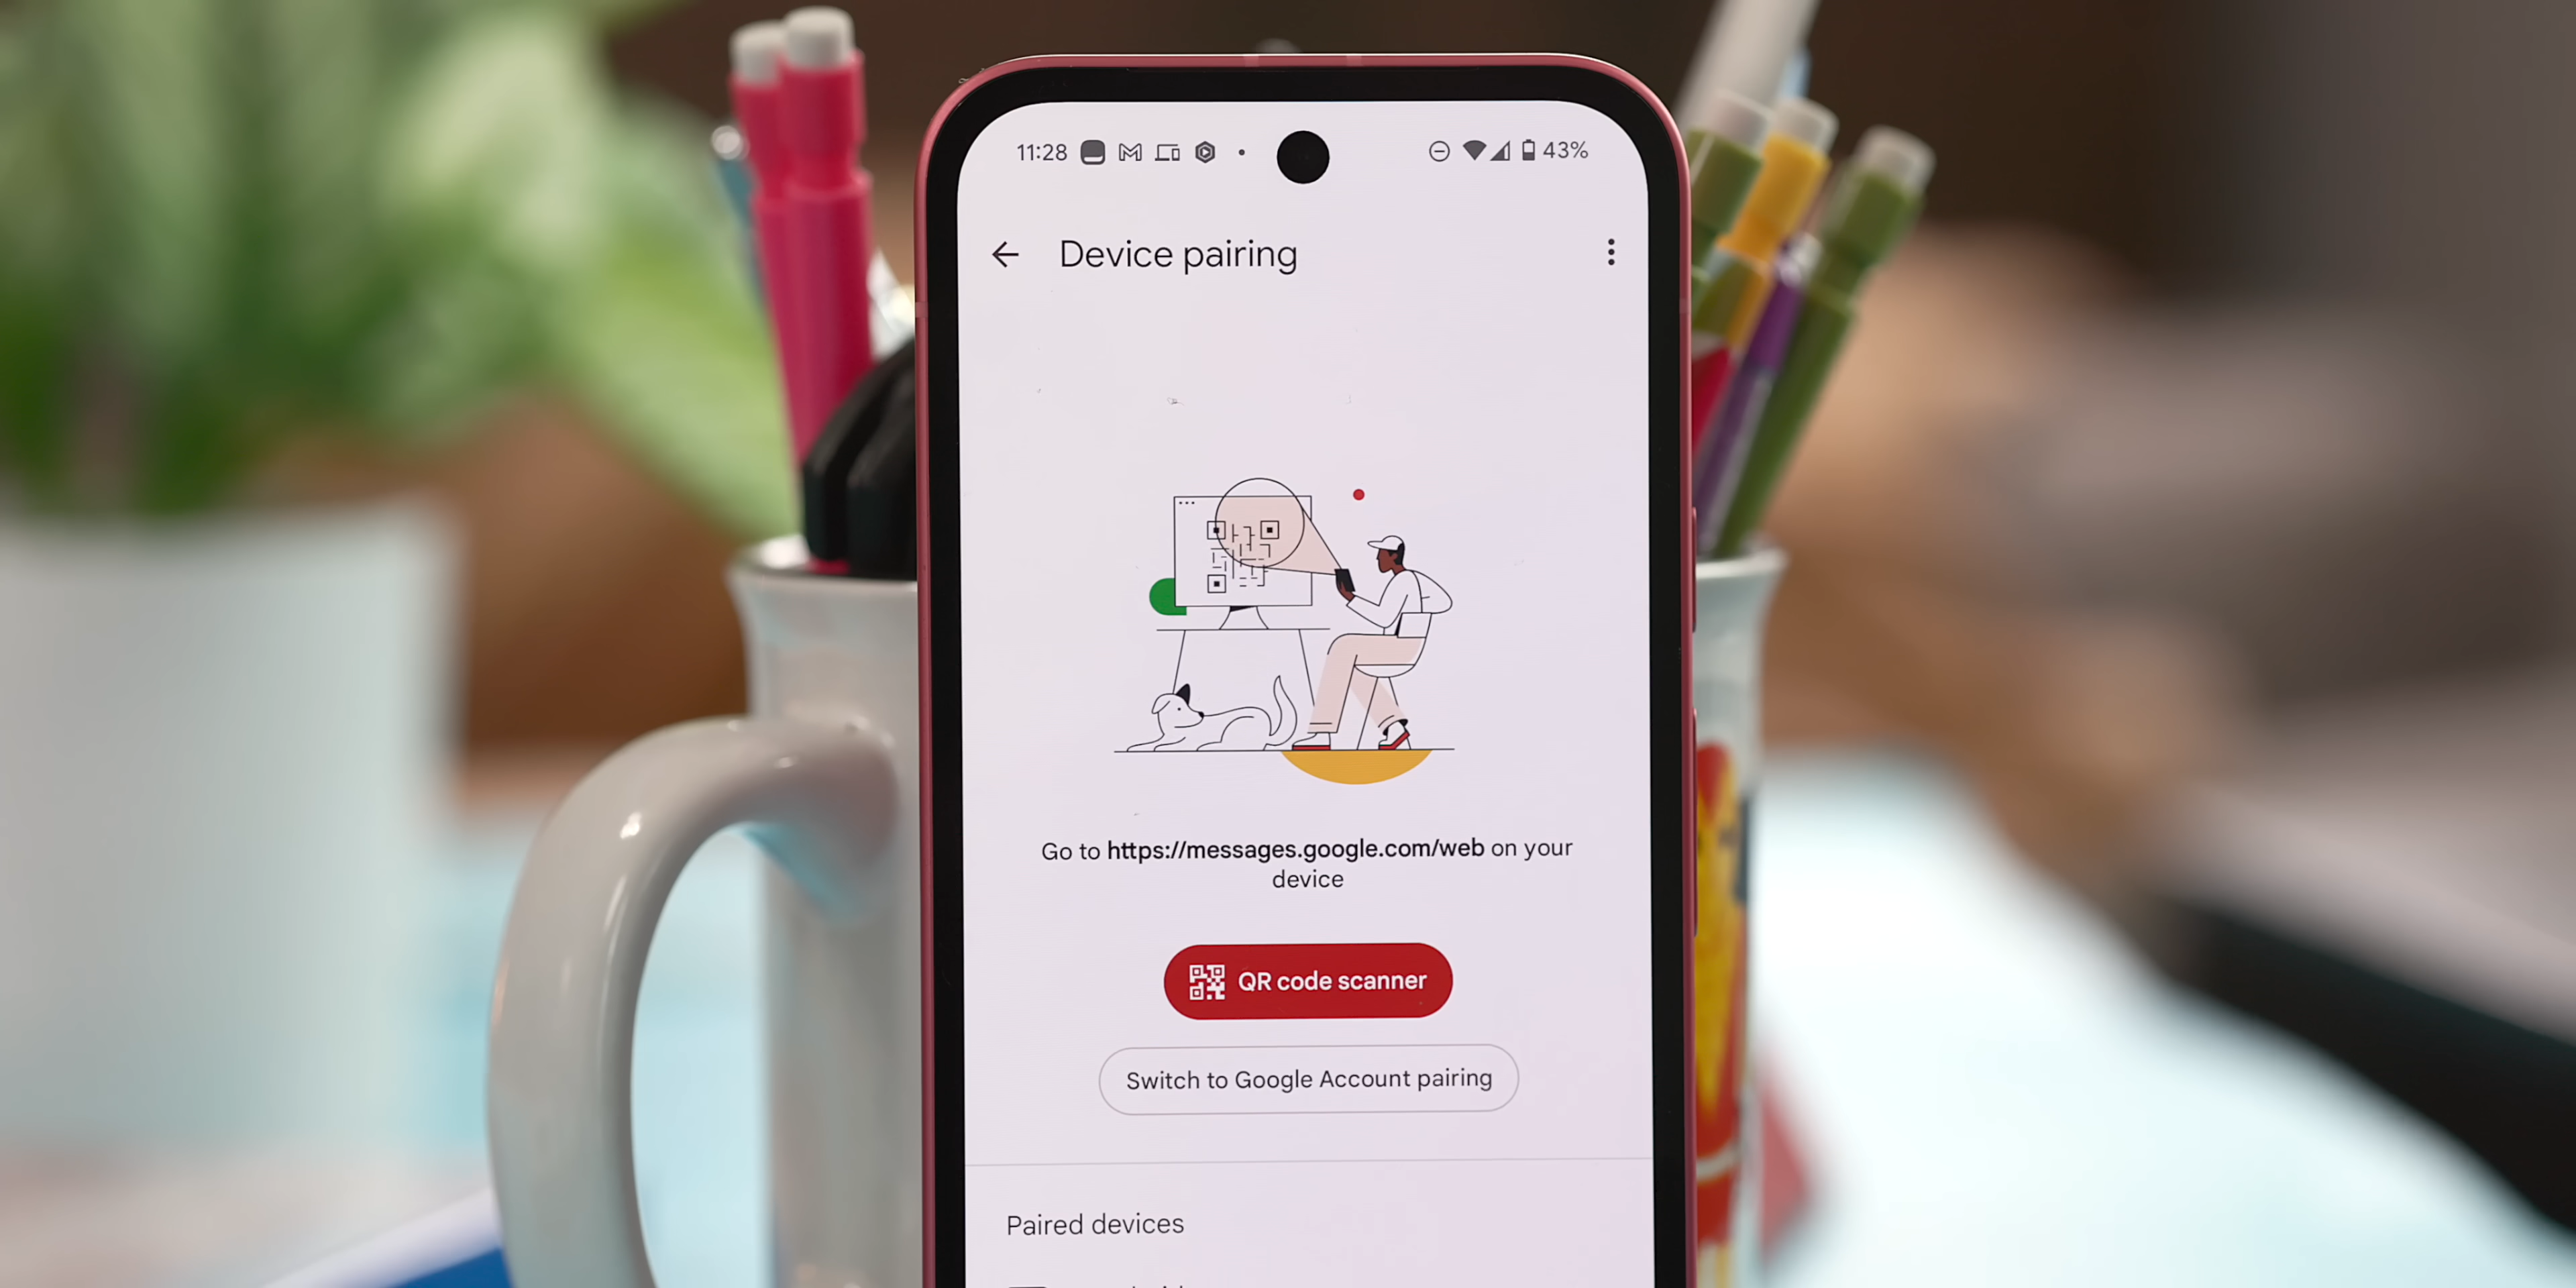 11:28
43%
Device pairing
Go to https://messages.google.com/web on your
device
QR code scanner
Switch to Google Account pairing
Paired devices